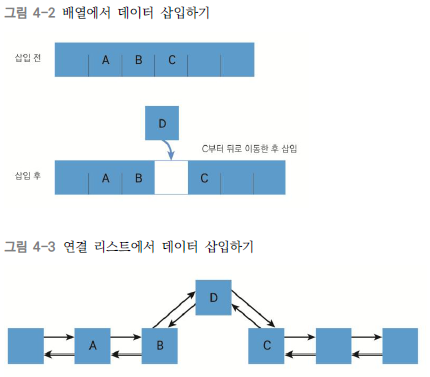 그림 4-2 배열에서 데이터 삽입하기
삽입 전
A B C
D
C부터 뒤로 이동한 후 삽입
삽입 후
A B C
그림 4-3 연결 리스트에서 데이터 삽입하기
D
A B C